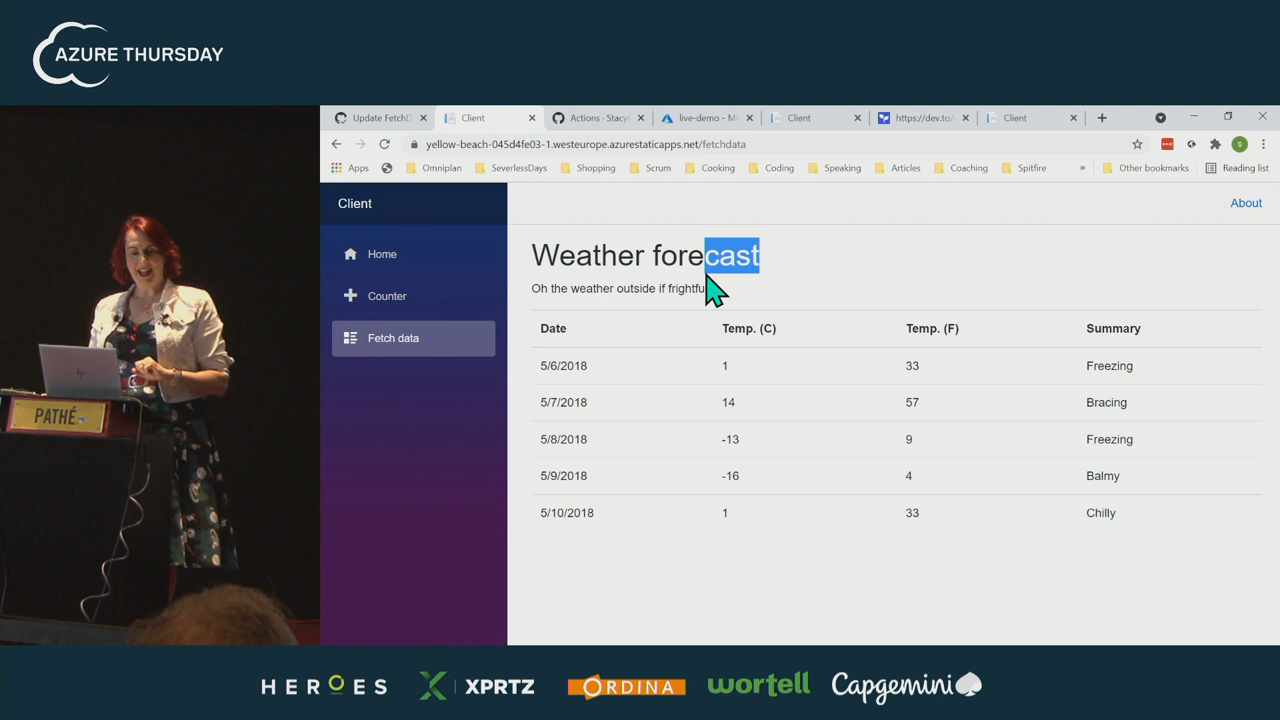 AZURE THURSDAY
Update FetchD
Client
Actions · Stacyi
live-demo - Mi
Client
https://dev.to/
Client
yellow-beach-045d4fe03-1.westeurope.azurestaticapps.net/fetchdata
S
Apps
Omniplan
SeverlessDays
Shopping
Scrum
Cooking
Coding
Speaking
Articles
Coaching
Spitfire
»
Other bookmarks
Reading list
Client
About
Home
Counter
Fetch data
Weather forecast
Oh the weather outside if frightfu
Date Temp. (C) Temp. (F) Summary
5/6/2018 1 33 Freezing
5/7/2018 14 57 Bracing
5/8/2018 -13 9 Freezing
5/9/2018 -16 4 Balmy
5/10/2018 1 33 Chilly
PATHÉ
HEROES
XPRTZ
ORDINA
wortell
Capgemini